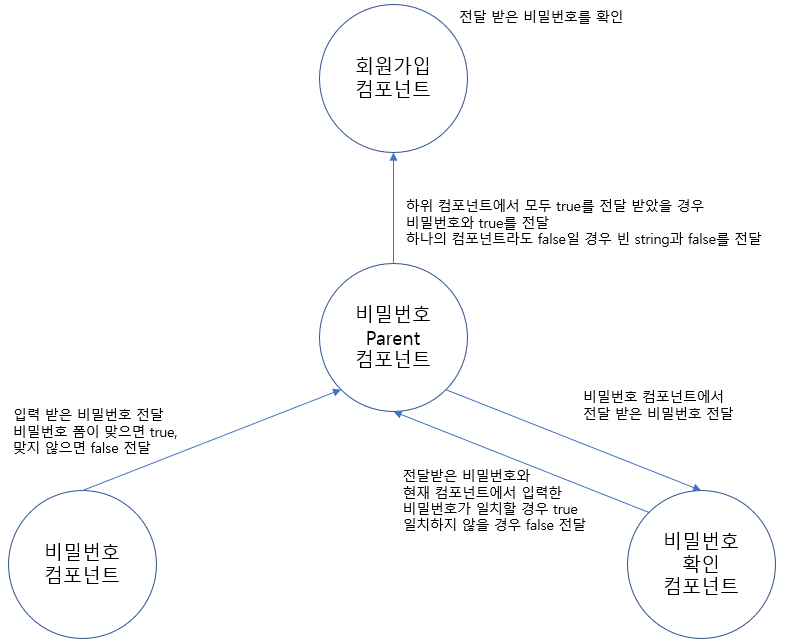 전달 받은 비밀번호를 확인
회원가입
컴포넌트
하위 컴포넌트에서 모두 true를 전달 받았을 경우
비밀번호와 true를 전달
하나의 컴포넌트라도 false일 경우 빈 string과 false를 전달
비밀번호
Parent
컴포넌트
입력 받은 비밀번호 전달
비밀번호 폼이 맞으면 true,
맞지 않으면 false 전달
비밀번호 컴포넌트에서
전달 받은 비밀번호 전달
전달받은 비밀번호와
현재 컴포넌트에서 입력한
비밀번호가 일치할 경우 true
일치하지 않을 경우 false 전달
비밀번호
컴포넌트
비밀번호
확인
컴포넌트